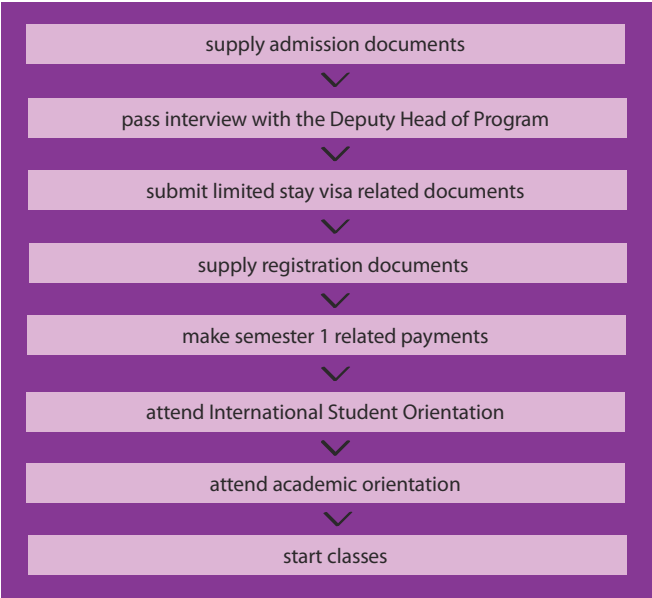 supply admission documents
pass interview with the Deputy Head of Program
submit limited stay visa related documents
supply registration documents
make semester 1 related payments
attend International Student Orientation
attend academic orientation
start classes